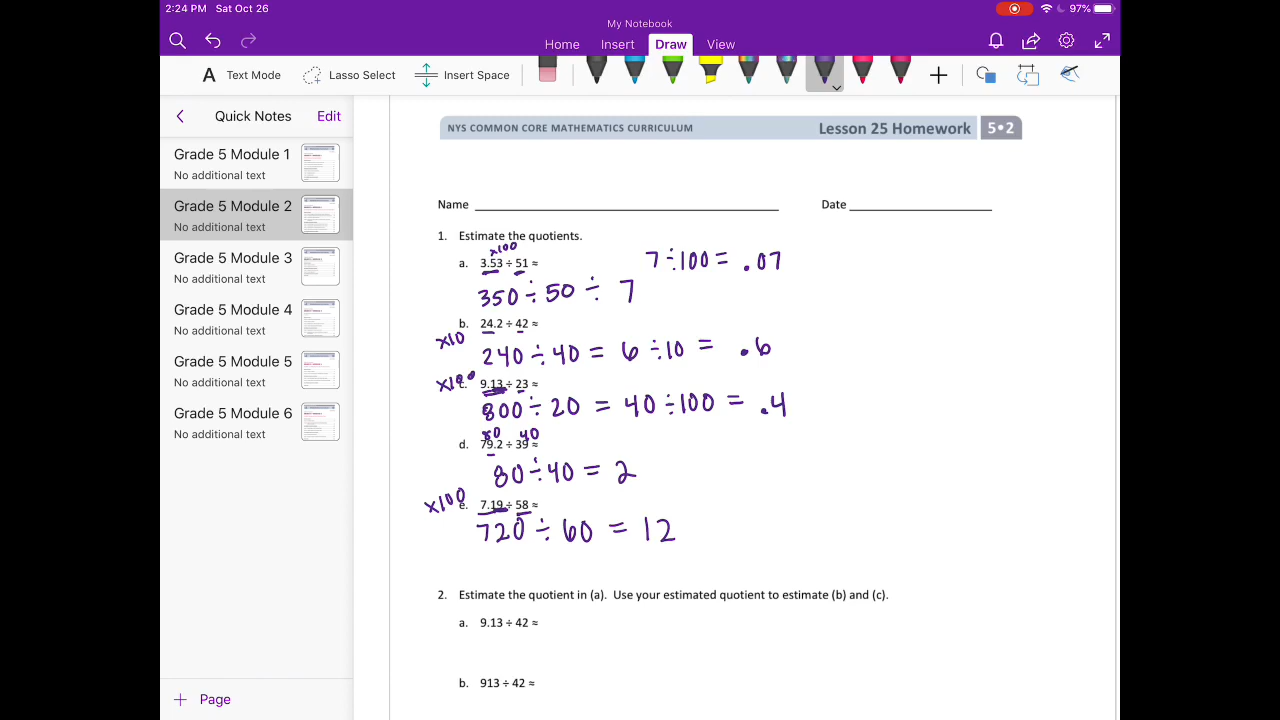 2:24 PM Sat Oct 26
97%
My Notebook
Home Insert Draw View
A Text Mode Lasso Select Insert Space
Quick Notes Edit
Grade 5 Module 1
No additional text
Grade 5 Module 2
No additional text
Grade 5 Module 3
No additional text
Grade 5 Module 4
No additional text
Grade 5 Module 5
No additional text
Grade 5 Module 6
No additional text
+ Page
NYS COMMON CORE MATHEMATICS CURRICULUM Lesson 25 Homework 5•2
Name Date
1. Estimate the quotients.
×100
a. 3.53 ÷ 51 ≈ 7 ÷ 100 = .07
350 ÷ 50 ÷ 7
b. 24.2 ÷ 42 ≈
×10 240 ÷ 40 = 6 ÷ 10 = .6
×100 c. ÷ 23 ≈
800 ÷ 20 = 40 ÷ 100 = .4
80 40
d. 79.2 ÷ 39 ≈
80 ÷ 40 = 2
×100 e. 7.19 ÷ 58 ≈
720 ÷ 60 = 12
2. Estimate the quotient in (a). Use your estimated quotient to estimate (b) and (c).
a. 9.13 ÷ 42 ≈
b. 913 ÷ 42 ≈